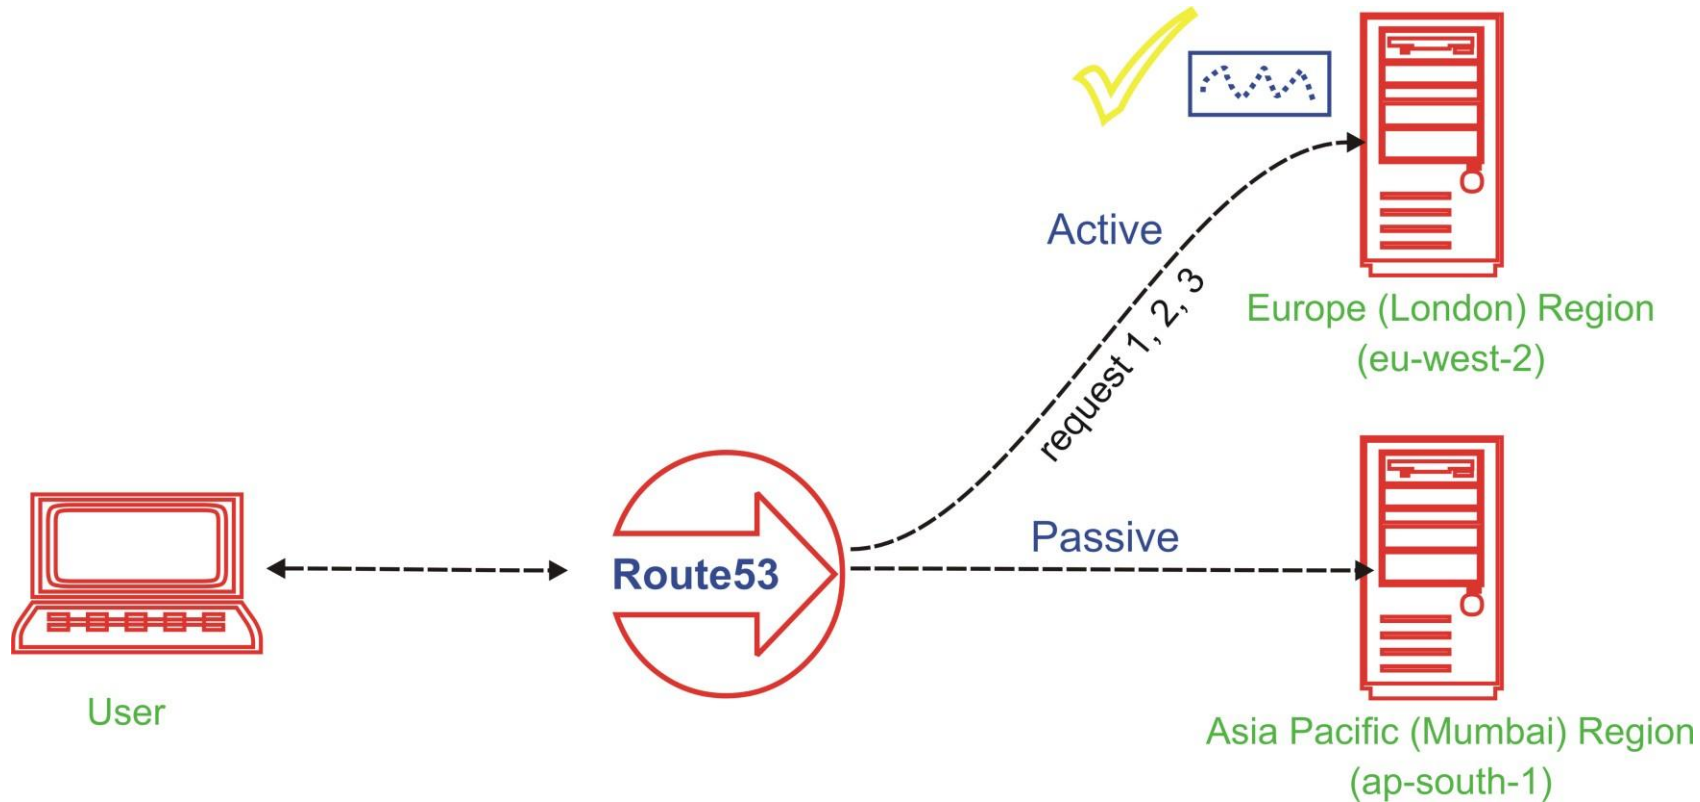 Active
request 1, 2, 3
Europe (London) Region
(eu-west-2)
Passive
Route53
User
Asia Pacific (Mumbai) Region
(ap-south-1)